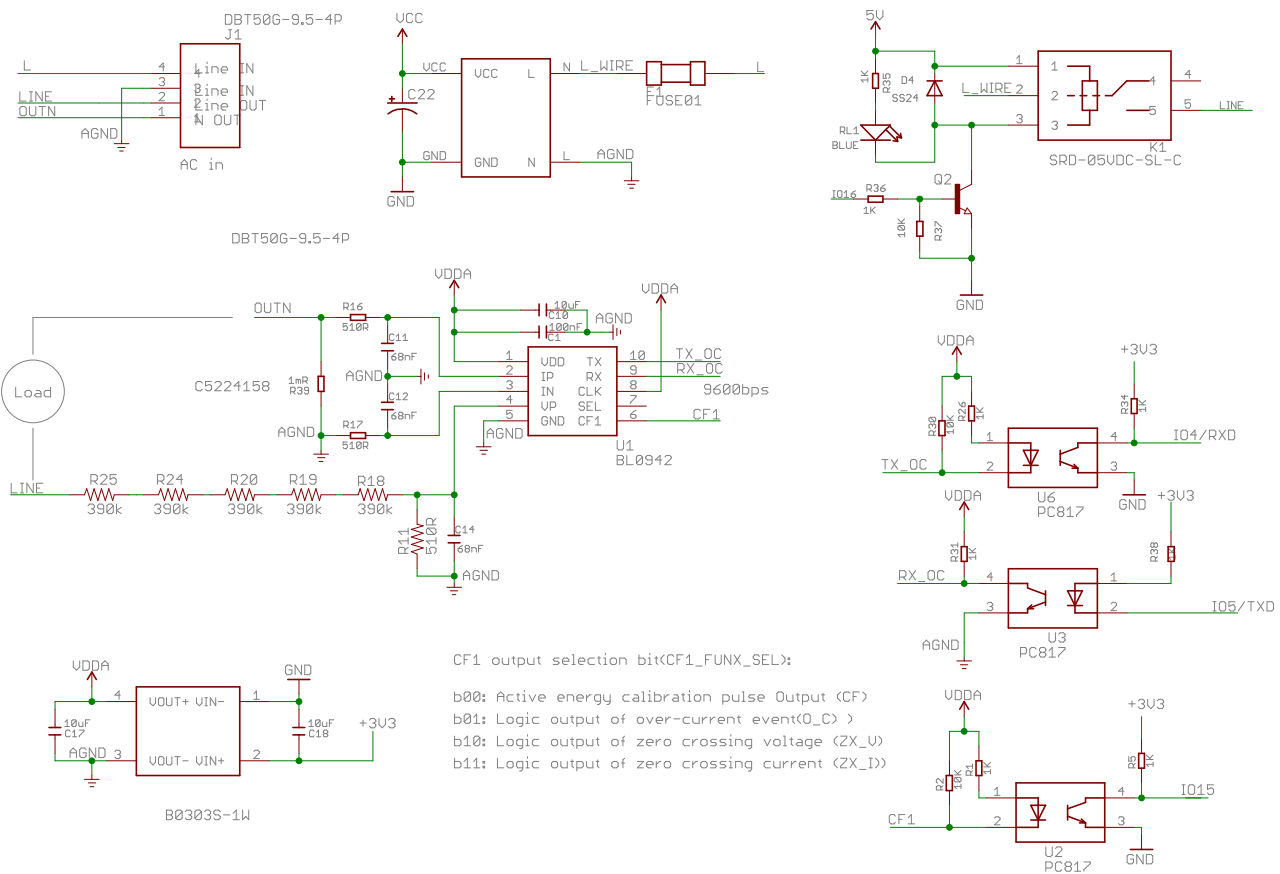 DBT50G-9.5-4P
J1
L
4
4
Line IN
3
3
Line IN
LINE
2
2
Line OUT
OUTN
1
1
N OUT
AGND
AC in
VCC
VCC
VCC
L
N
L_WIRE
L
F1
FUSE01
C22
GND
GND
N
L
AGND
GND
5V
1K
R35
D4
SS24
RL1
BLUE
1
1
L_WIRE
2
2
3
3
4
4
5
5
LINE
K1
SRD-05VDC-SL-C
Q2
IO16
R36
1K
10K
R37
GND
DBT50G-9.5-4P
VDDA
VDDA
OUTN
R16
510R
10uF
C10
100nF
C1
AGND
C11
68nF
1
VDD
TX
10
TX_OC
2
IP
RX
9
RX_OC
3
IN
CLK
8
9600bps
4
VP
SEL
7
5
GND
CF1
6
CF1
Load
C5224158
1mR
R39
AGND
C12
68nF
AGND
R17
510R
AGND
U1
BL0942
LINE
R25
390k
R24
390k
R20
390k
R19
390k
R18
390k
R11
510R
C14
68nF
AGND
VDDA
+3V3
R30
10K
R26
1K
R34
1K
1
4
IO4/RXD
TX_OC
2
3
U6
PC817
GND
VDDA
+3V3
R31
1K
R38
1K
RX_OC
4
1
3
2
IO5/TXD
AGND
U3
PC817
VDDA
GND
4
VOUT+
VIN-
1
10uF
C17
10uF
C18
+3V3
AGND
3
VOUT-
VIN+
2
B0303S-1W
CF1 output selection bit(CF1_FUNX_SEL):
b00: Active energy calibration pulse Output (CF)
b01: Logic output of over-current event(O_C) )
b10: Logic output of zero crossing voltage (ZX_V)
b11: Logic output of zero crossing current (ZX_I))
VDDA
+3V3
R2
10K
R1
1K
R5
1K
1
4
IO15
CF1
2
3
U2
PC817
GND